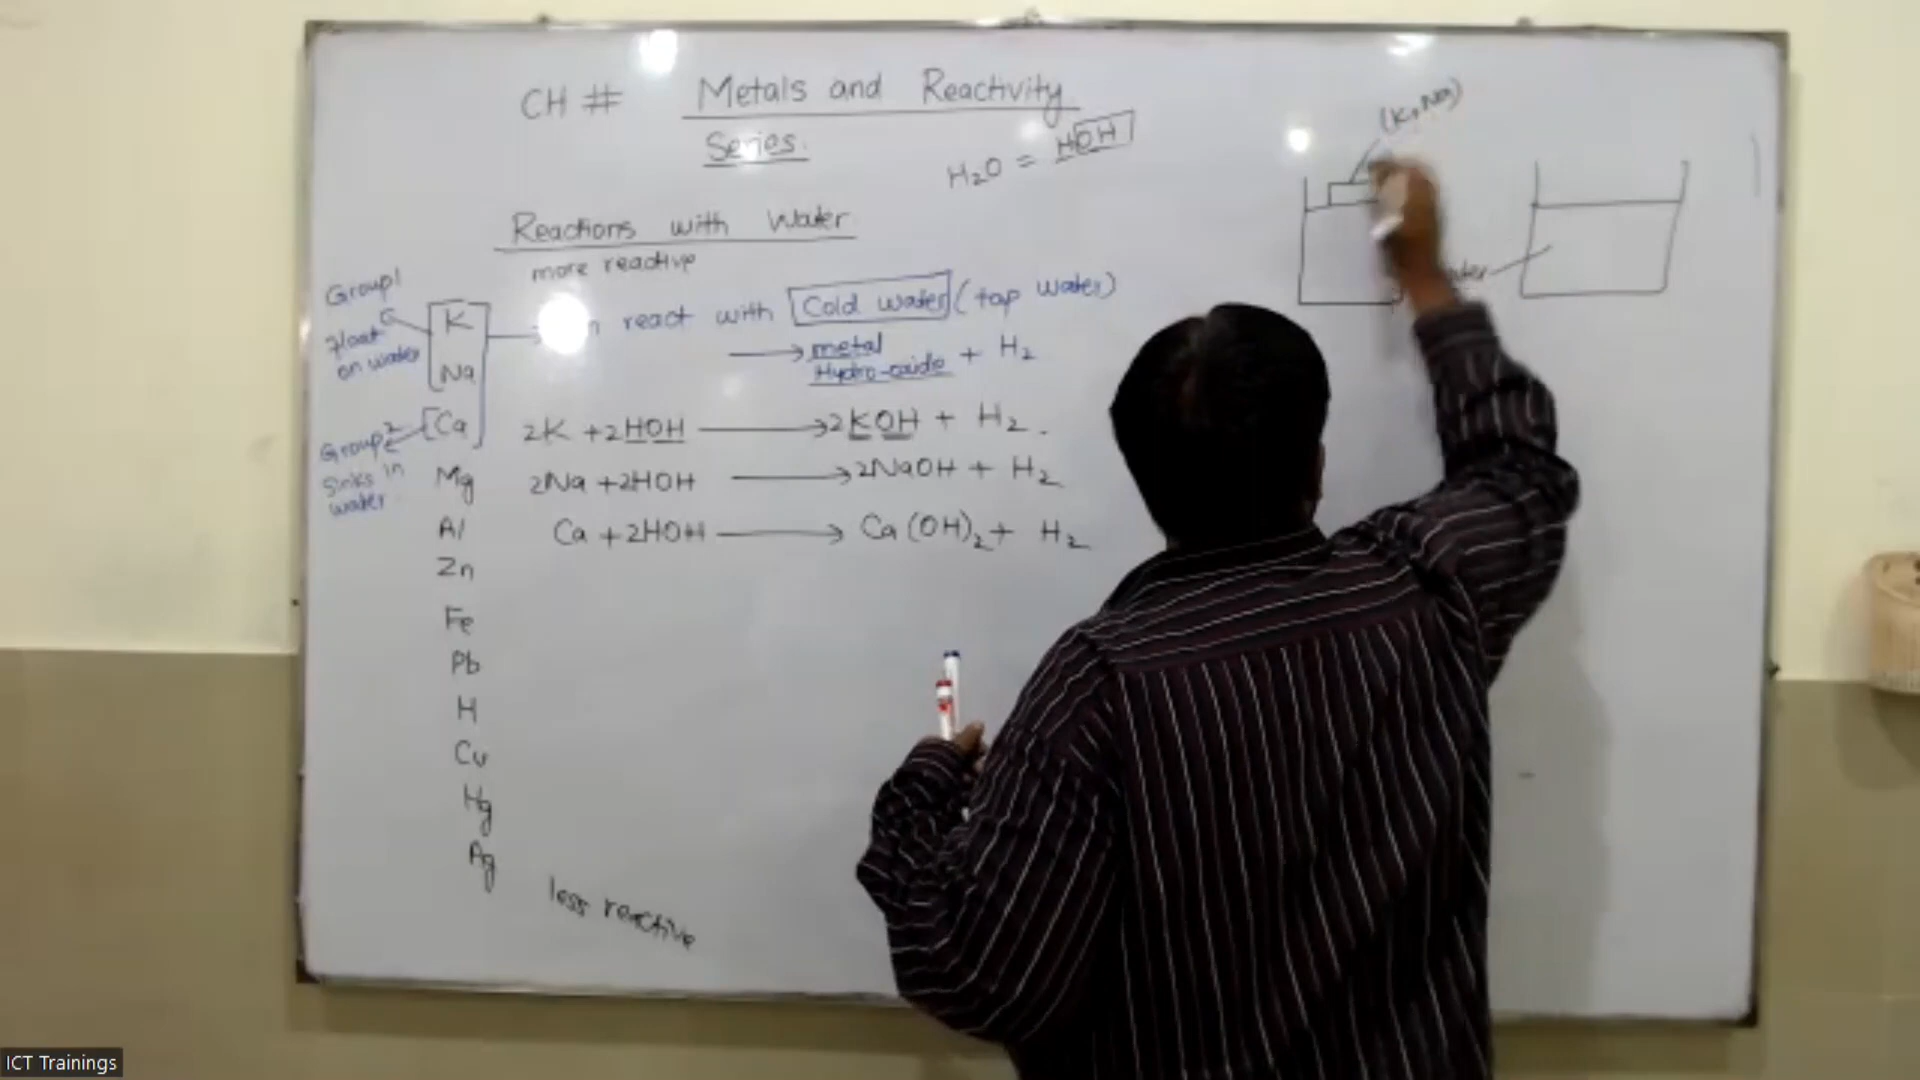 CH # Metals and Reactivity
Series.
H2O = HOH
(K, Na)
Reactions with Water
more reactive
Group1
float
on water
K
Na
react with Cold water (tap water)
→ metal
Hydro-oxide + H2
[Ca
2K + 2HOH → 2KOH + H2.
Group2
Sinks in
water
Mg
2Na + 2HOH → 2NaOH + H2
Al
Ca + 2HOH → Ca(OH)2 + H2
Zn
Fe
Pb
H
Cu
Hg
Ag
less reactive
ICT Trainings